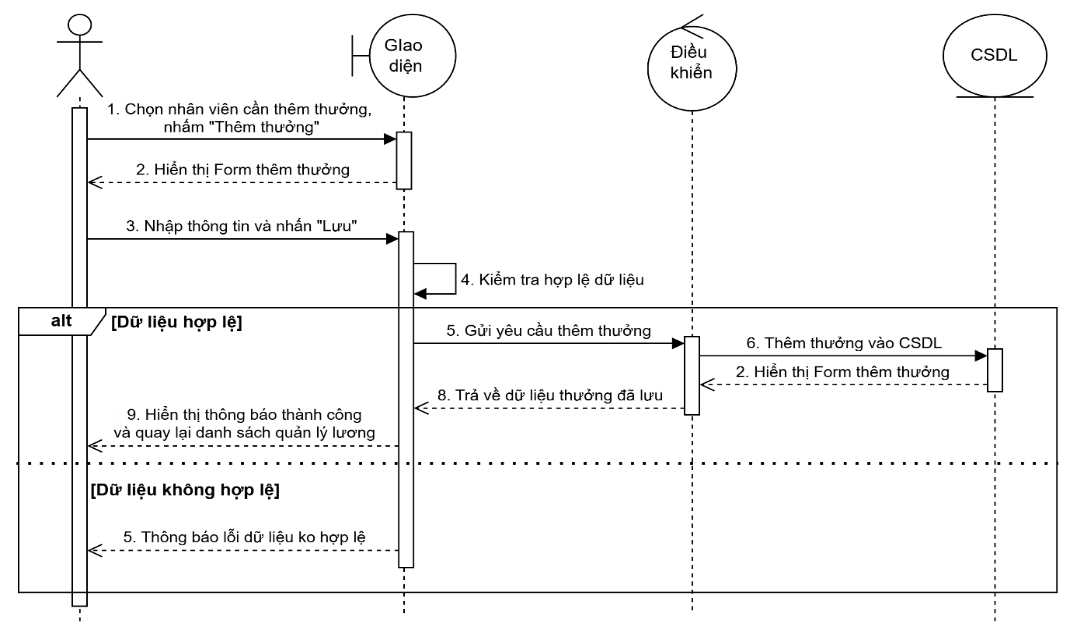 GIao
diện
Điều
khiển
CSDL
1. Chọn nhân viên cần thêm thưởng,
nhấm "Thêm thưởng"
2. Hiển thị Form thêm thưởng
3. Nhập thông tin và nhấn "Lưu"
4. Kiểm tra hợp lệ dữ liệu
alt
[Dữ liệu hợp lệ]
5. Gửi yêu cầu thêm thưởng
6. Thêm thưởng vào CSDL
2. Hiển thị Form thêm thưởng
8. Trả về dữ liệu thưởng đã lưu
9. Hiển thị thông báo thành công
và quay lại danh sách quản lý lương
[Dữ liệu không hợp lệ]
5. Thông báo lỗi dữ liệu ko hợp lệ